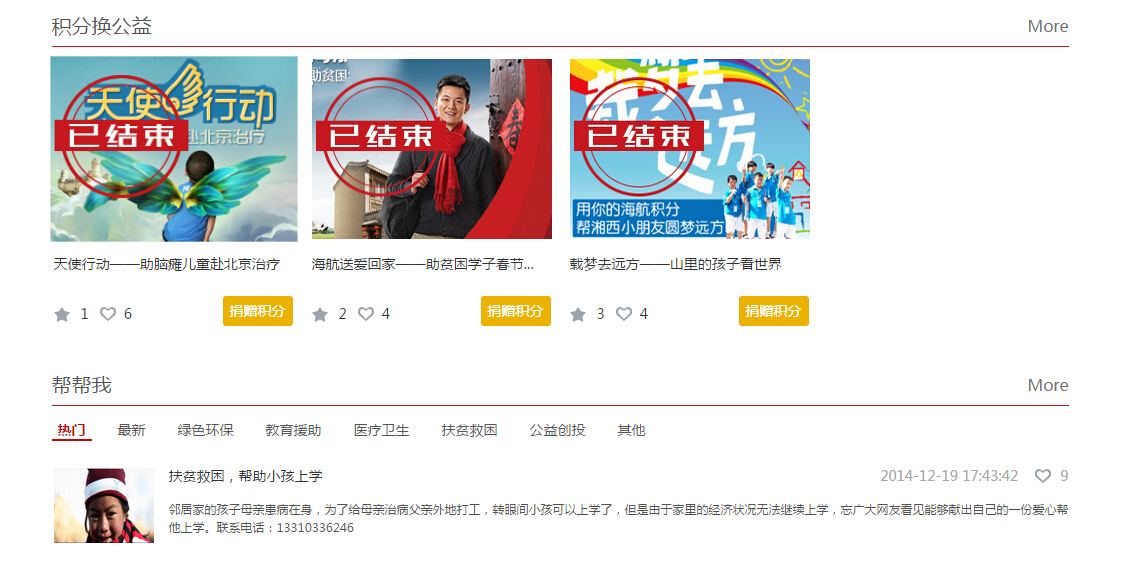 积分换公益
More
天使行动
赴北京治疗
已结束
助贫困
春
已结束
载梦去
远方
已结束
用你的海航积分
帮湘西小朋友圆梦远方
天使行动——助脑瘫儿童赴北京治疗
海航送爱回家——助贫困学子春节...
载梦去远方——山里的孩子看世界
1 6
捐赠积分
2 4
捐赠积分
3 4
捐赠积分
帮帮我
More
热门 最新 绿色环保 教育援助 医疗卫生 扶贫救困 公益创投 其他
扶贫救困，帮助小孩上学
2014-12-19 17:43:42 9
邻居家的孩子母亲患病在身，为了给母亲治病父亲外地打工，转眼间小孩可以上学了，但是由于家里的经济状况无法继续上学，忘广大网友看见能够献出自己的一份爱心帮
他上学。联系电话：13310336246